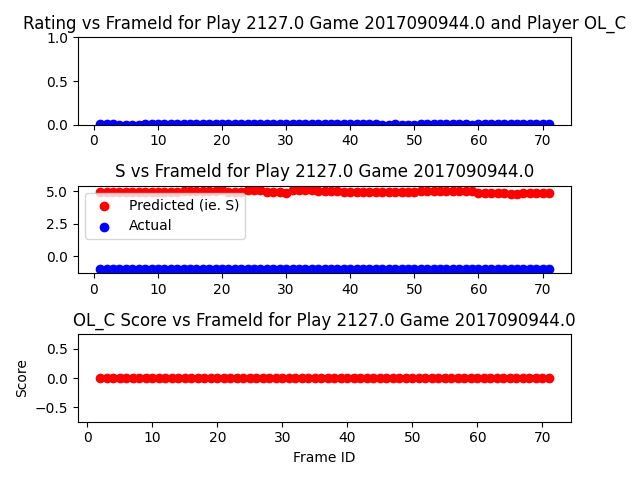 Rating vs FrameId for Play 2127.0 Game 2017090944.0 and Player OL_C
1.0
0.5
0.0
0 10 20 30 40 50 60 70
S vs FrameId for Play 2127.0 Game 2017090944.0
5.0
2.5
0.0
Predicted (ie. S)
Actual
0 10 20 30 40 50 60 70
OL_C Score vs FrameId for Play 2127.0 Game 2017090944.0
Score
0.5
0.0
−0.5
0 10 20 30 40 50 60 70
Frame ID